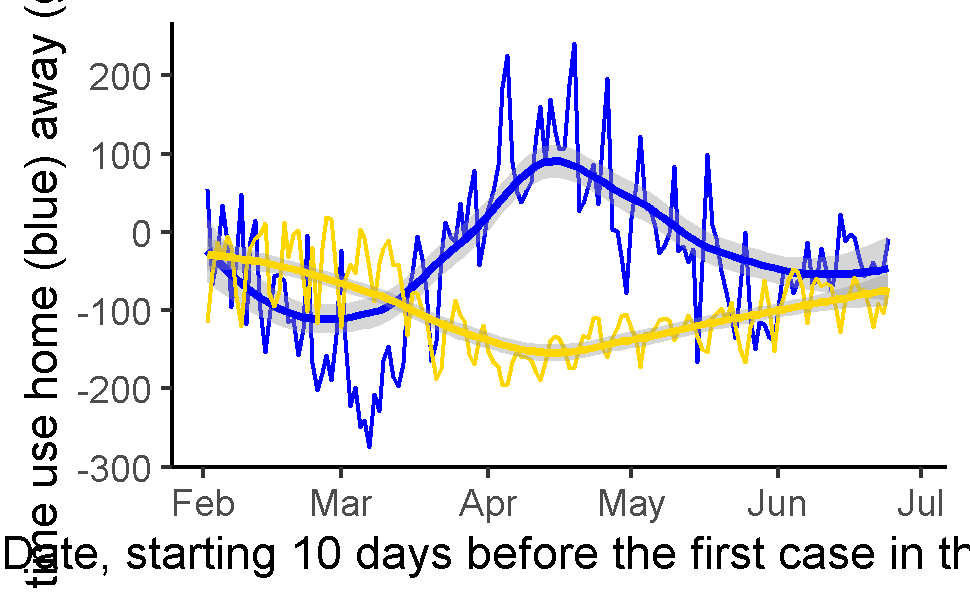 time use home (blue) away (
200
100
0
-100
-200
-300
Feb Mar Apr May Jun Jul
Date, starting 10 days before the first case in th